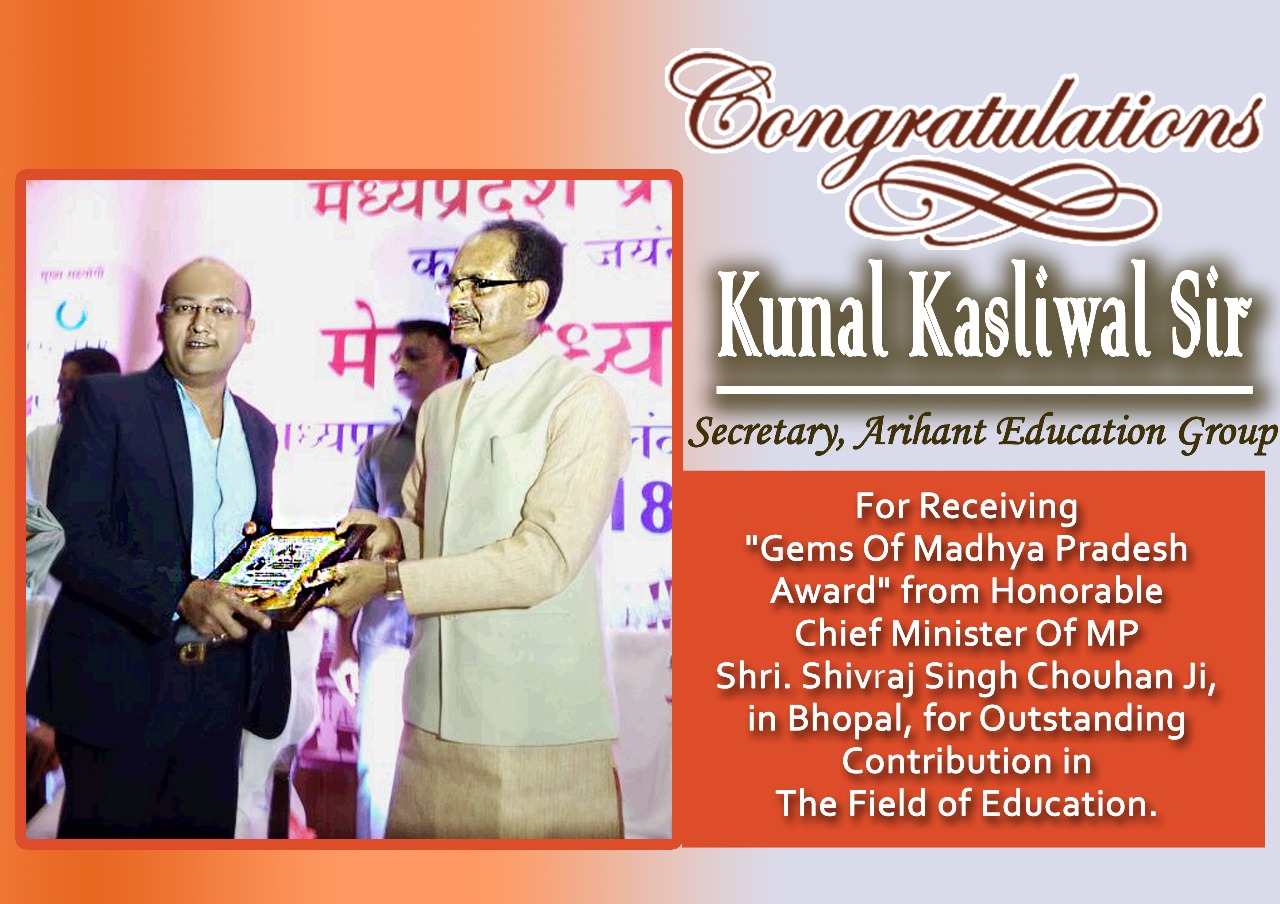 Congratulations
Kunal Kasliwal Sir
Secretary, Arihant Education Group
For Receiving
"Gems Of Madhya Pradesh
Award" from Honorable
Chief Minister Of MP
Shri. Shivraj Singh Chouhan Ji,
in Bhopal, for Outstanding
Contribution in
The Field of Education.
मध्यप्रदेश
मुख्य सहयोगी
18